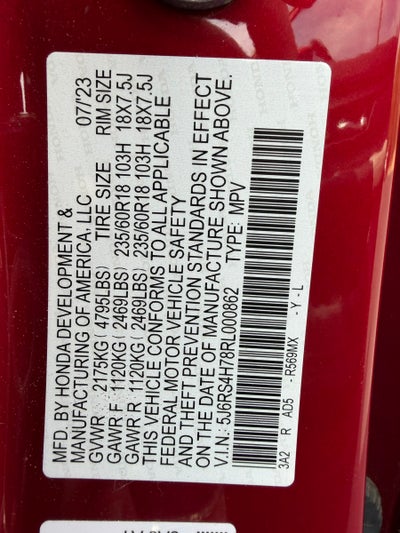 MFD. BY HONDA DEVELOPMENT &
MANUFACTURING OF AMERICA, LLC 07/'23
GVWR 2175KG ( 4795LBS) TIRE SIZE RIM SIZE
GAWR F 1120KG ( 2469LBS) 235/60R18 103H 18X7.5J
GAWR R 1120KG ( 2469LBS) 235/60R18 103H 18X7.5J
THIS VEHICLE CONFORMS TO ALL APPLICABLE
FEDERAL MOTOR VEHICLE SAFETY
AND THEFT PREVENTION STANDARDS IN EFFECT
ON THE DATE OF MANUFACTURE SHOWN ABOVE.
V.I.N: 5J6RS4H78RL000862 TYPE: MPV
3A2 R AD5 - R569MX - Y - L